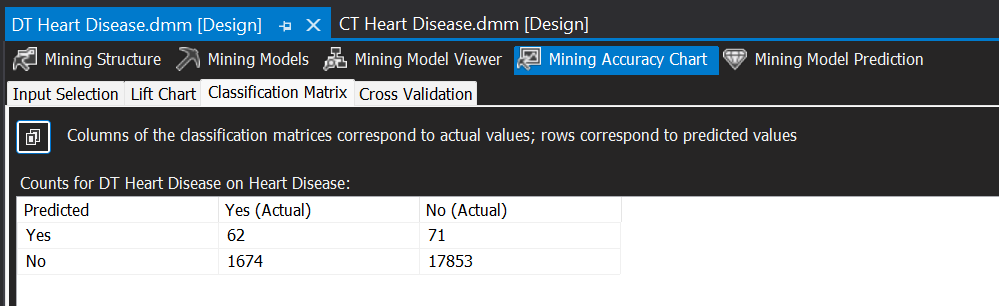 DT Heart Disease.dmm [Design] CT Heart Disease.dmm [Design]
Mining Structure Mining Models Mining Model Viewer Mining Accuracy Chart Mining Model Prediction
Input Selection Lift Chart Classification Matrix Cross Validation
Columns of the classification matrices correspond to actual values; rows correspond to predicted values
Counts for DT Heart Disease on Heart Disease:
Predicted Yes (Actual) No (Actual)
Yes 62 71
No 1674 17853